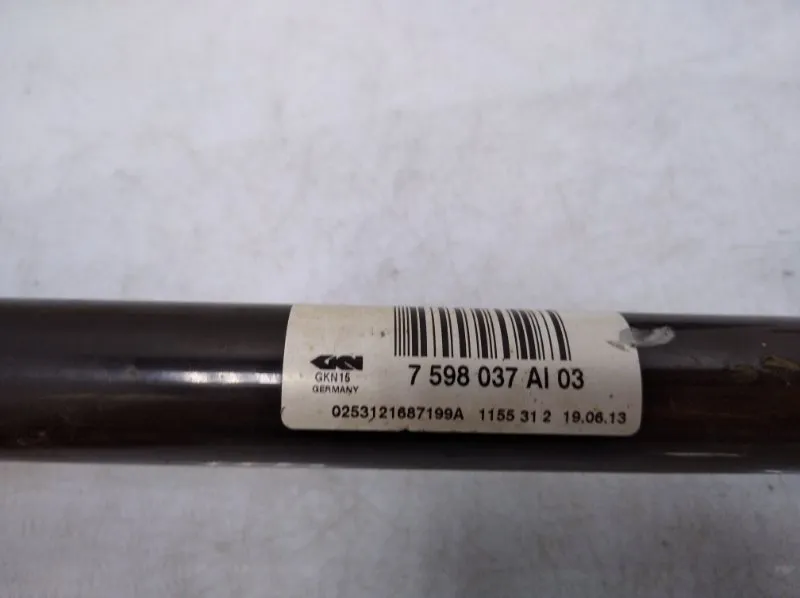 GKN
GKN15
GERMANY
7 598 037 AI 03
0253121687199A 1155 31 2 19.06.13